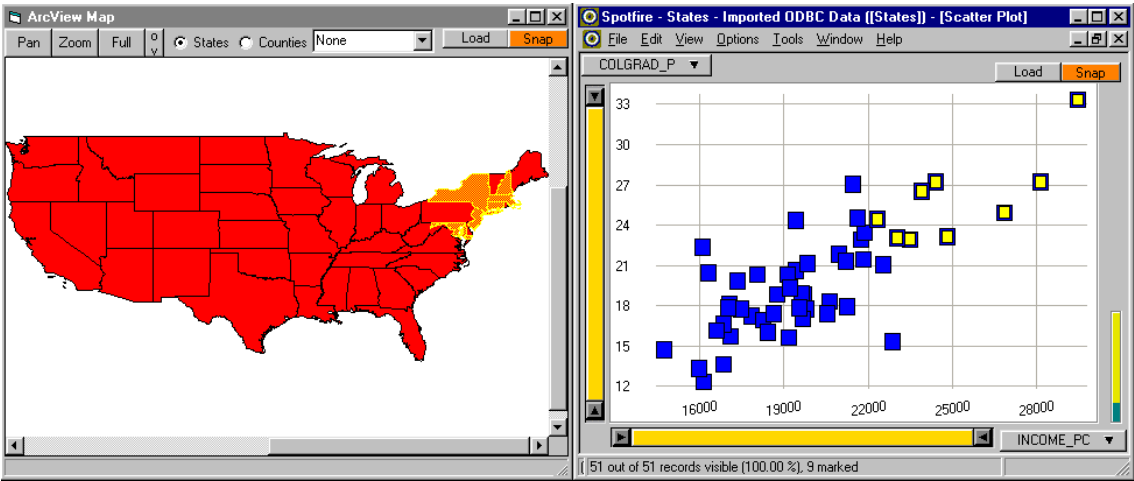 ArcView Map
Pan Zoom Full o v States Counties None Load Snap
Spotfire - States - Imported ODBC Data ([States]) - [Scatter Plot]
File Edit View Options Tools Window Help
COLGRAD_P
Load Snap
33
30
27
24
21
18
15
12
16000 19000 22000 25000 28000
INCOME_PC
51 out of 51 records visible (100.00 %), 9 marked